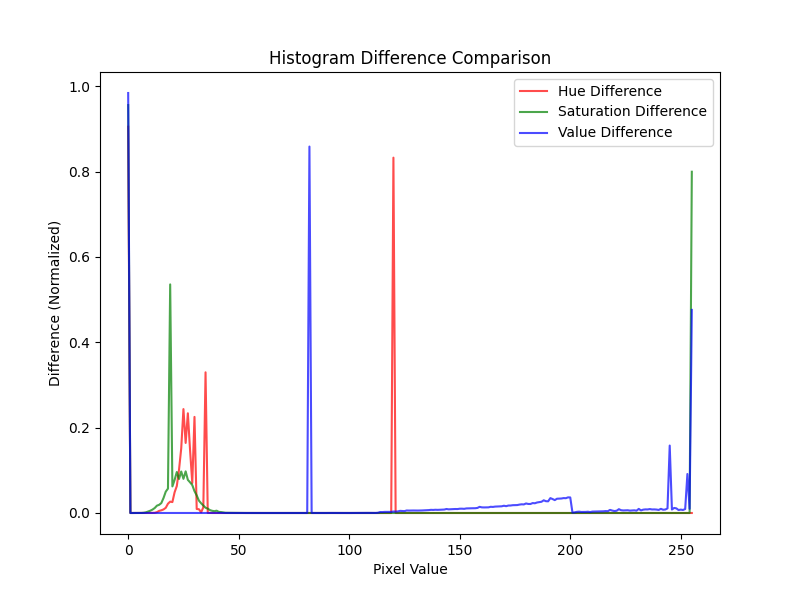 Histogram Difference Comparison
Hue Difference
Saturation Difference
Value Difference
1.0
0.8
0.6
0.4
0.2
0.0
Difference (Normalized)
0 50 100 150 200 250
Pixel Value